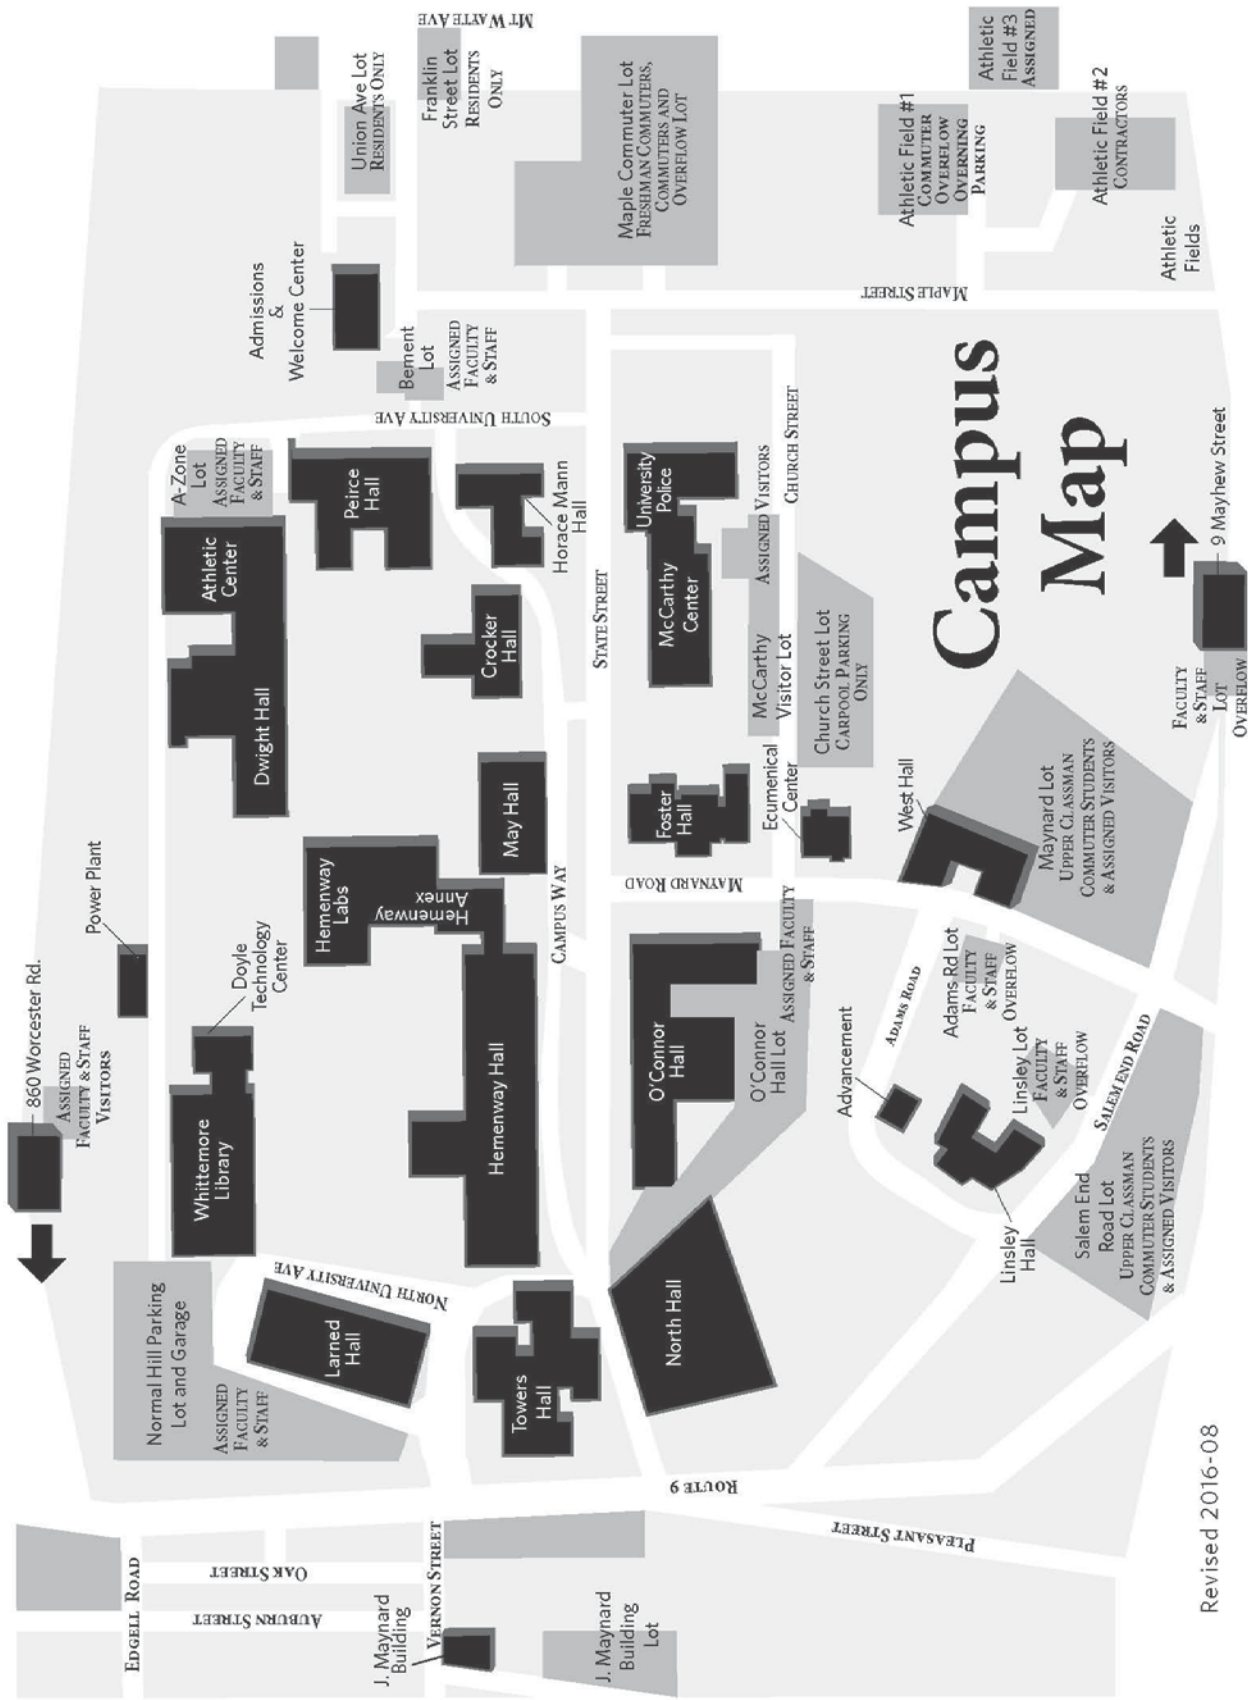 Campus
Map
860 Worcester Rd.
ASSIGNED
FACULTY & STAFF
VISITORS
Power Plant
Normal Hill Parking
Lot and Garage
ASSIGNED
FACULTY
& STAFF
Whittemore
Library
Doyle
Technology
Center
Dwight Hall
Athletic
Center
A-Zone
Lot
ASSIGNED
FACULTY
& STAFF
Admissions
&
Welcome Center
Union Ave Lot
RESIDENTS ONLY
Franklin
Street Lot
RESIDENTS
ONLY
MT WAYTE AVE
Larned
Hall
NORTH UNIVERSITY AVE
Hemenway
Labs
Hemenway
Annex
Hemenway Hall
May Hall
Crocker
Hall
Peirce
Hall
Horace Mann
Hall
SOUTH UNIVERSITY AVE
Bement
Lot
ASSIGNED
FACULTY
& STAFF
Towers
Hall
CAMPUS WAY
STATE STREET
EDGELL ROAD
OAK STREET
AUBURN STREET
VERNON STREET
J. Maynard
Building
J. Maynard
Building
Lot
ROUTE 9
PLEASANT STREET
North Hall
O'Connor
Hall
O'Connor
Hall Lot
ASSIGNED FACULTY
& STAFF
MAYNARD ROAD
Foster
Hall
Ecumenical
Center
McCarthy
Center
University
Police
McCarthy
Visitor Lot
ASSIGNED VISITORS
CHURCH STREET
Church Street Lot
CARPOOL PARKING
ONLY
Maple Commuter Lot
FRESHMAN COMMUTERS,
COMMUTERS AND
OVERFLOW LOT
MAPLE STREET
Athletic Field #1
COMMUTER
OVERFLOW
OVERNING
PARKING
Athletic
Field #3
ASSIGNED
Athletic Field #2
CONTRACTORS
Athletic
Fields
Advancement
ADAMS ROAD
Adams Rd Lot
FACULTY
& STAFF
OVERFLOW
West Hall
Maynard Lot
UPPER CLASSMAN
COMMUTER STUDENTS
& ASSIGNED VISITORS
Linsley
Hall
Linsley Lot
FACULTY
& STAFF
OVERFLOW
SALEM END ROAD
Salem End
Road Lot
UPPER CLASSMAN
COMMUTER STUDENTS
& ASSIGNED VISITORS
FACULTY
& STAFF
LOT
OVERFLOW
9 Mayhew Street
Revised 2016-08